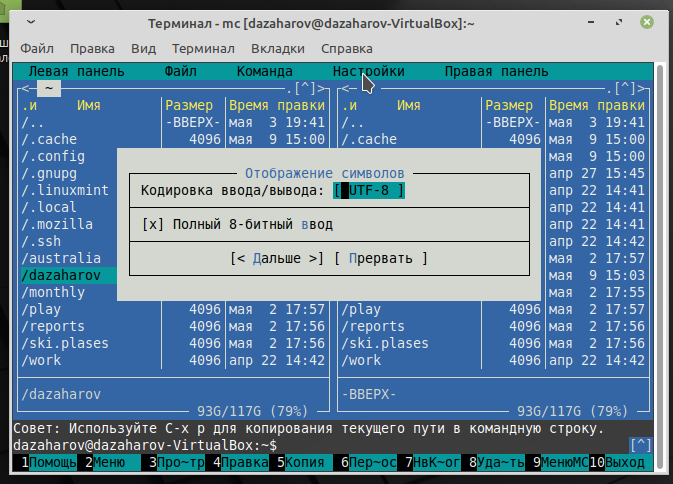 Терминал - mc [dazaharov@dazaharov-VirtualBox]:~
Файл Правка Вид Терминал Вкладки Справка
Левая панель Файл Команда Настройки Правая панель
<─ ~ .[^]> <─ .[^]>
.и Имя Размер Время правки .и Имя Размер Время правки
/.. -ВВЕРХ- мая 3 19:41 /.. -ВВЕРХ- мая 3 19:41
/.cache 4096 мая 9 15:00 /.cache 4096 мая 9 15:00
/.config мая 9 15:00
/.gnupg Отображение символов апр 27 15:45
/.linuxmint Кодировка ввода/вывода: [ UTF-8 ] апр 22 14:41
/.local апр 22 14:41
/.mozilla [x] Полный 8-битный ввод апр 22 14:41
/.ssh апр 22 14:42
/australia [< Дальше >] [ Прервать ] мая 2 17:57
/dazaharov мая 9 15:03
/monthly мая 2 17:55
/play 4096 мая 2 17:57 /play 4096 мая 2 17:57
/reports 4096 мая 2 17:56 /reports 4096 мая 2 17:56
/ski.plases 4096 мая 2 17:56 /ski.plases 4096 мая 2 17:56
/work 4096 апр 22 14:42 /work 4096 апр 22 14:42
/dazaharov -ВВЕРХ-
93G/117G (79%) 93G/117G (79%)
Совет: Используйте C-x p для копирования текущего пути в командную строку.
dazaharov@dazaharov-VirtualBox:~$ [^]
1Помощь 2Меню 3Про~тр 4Правка 5Копия 6Пер~ос 7НвК~ог 8Уда~ть 9МенюМС 10Выход